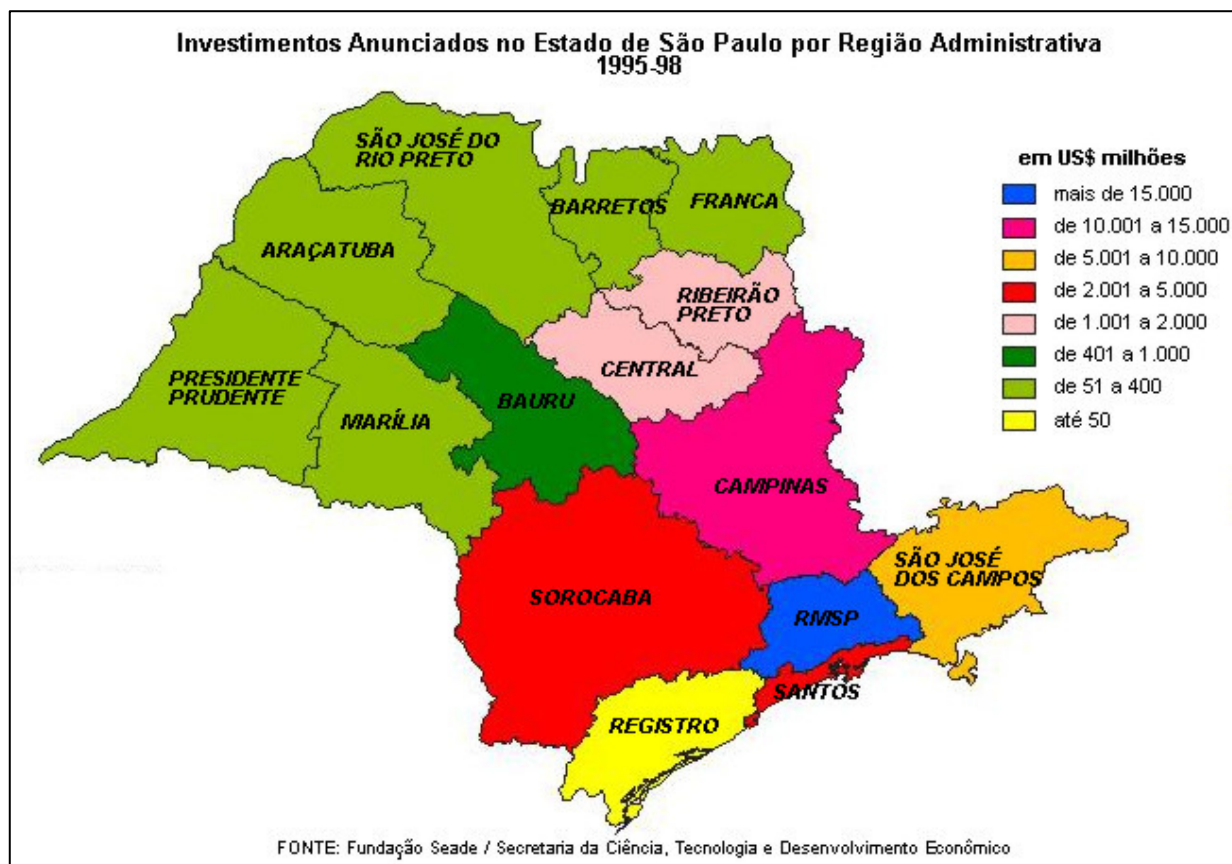 Investimentos Anunciados no Estado de São Paulo por Região Administrativa
1995-98
SÃO JOSÉ DO
RIO PRETO
BARRETOS
FRANCA
ARAÇATUBA
RIBEIRÃO
PRETO
CENTRAL
PRESIDENTE
PRUDENTE
MARÍLIA
BAURU
CAMPINAS
SÃO JOSÉ
DOS CAMPOS
SOROCABA
RMSP
SANTOS
REGISTRO
em US$ milhões
mais de 15.000
de 10.001 a 15.000
de 5.001 a 10.000
de 2.001 a 5.000
de 1.001 a 2.000
de 401 a 1.000
de 51 a 400
até 50
FONTE: Fundação Seade / Secretaria da Ciência, Tecnologia e Desenvolvimento Econômico